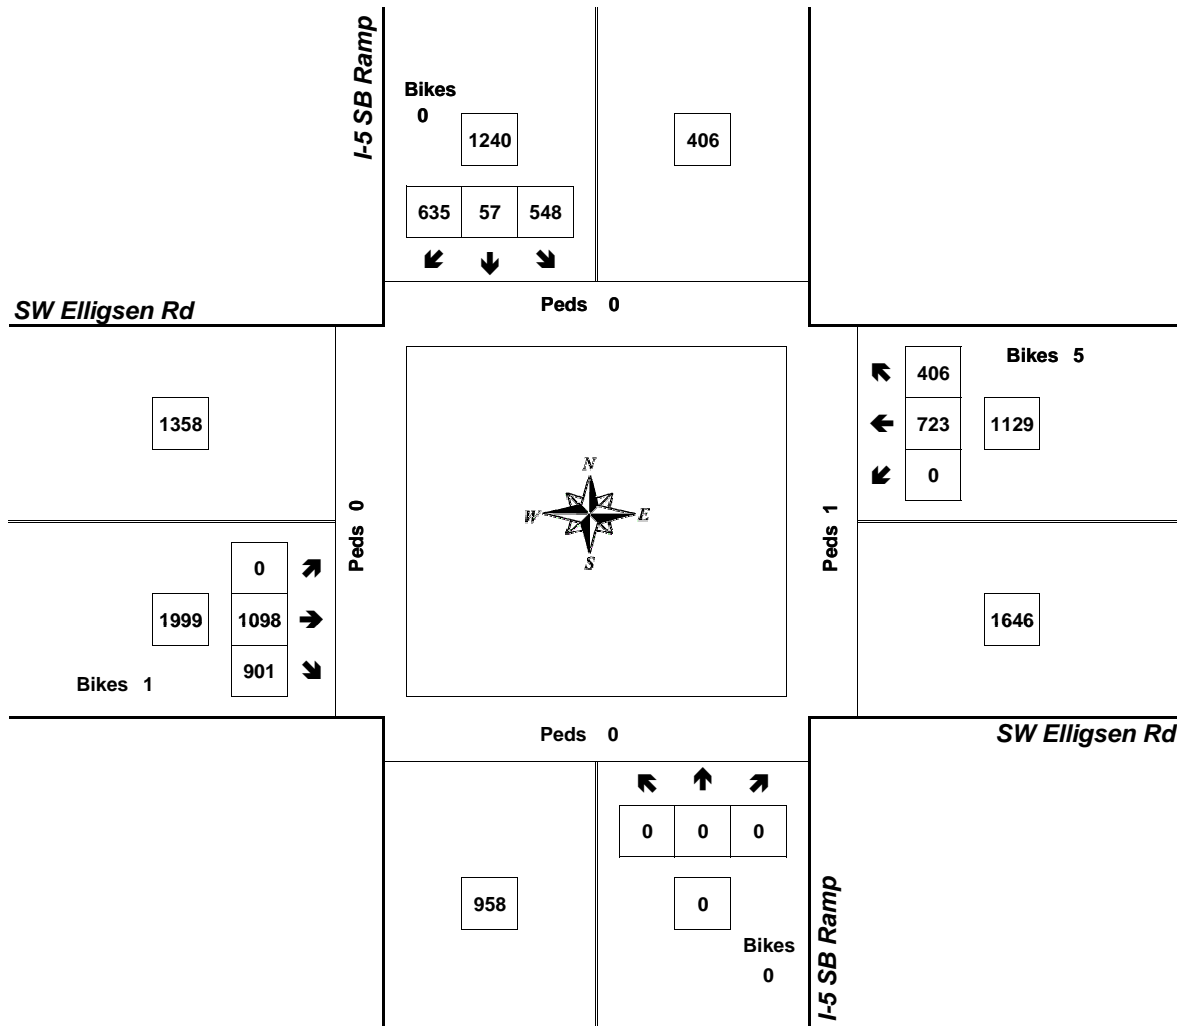 I-5 SB Ramp
Bikes
0
1240
406
635 57 548
Peds 0
SW Elligsen Rd
Bikes 5
406
1358
723 1129
0
N
W E
S
Peds 0
Peds 1
0
1999 1098
901
1646
Bikes 1
Peds 0
SW Elligsen Rd
0 0 0
958
0
Bikes
0
I-5 SB Ramp